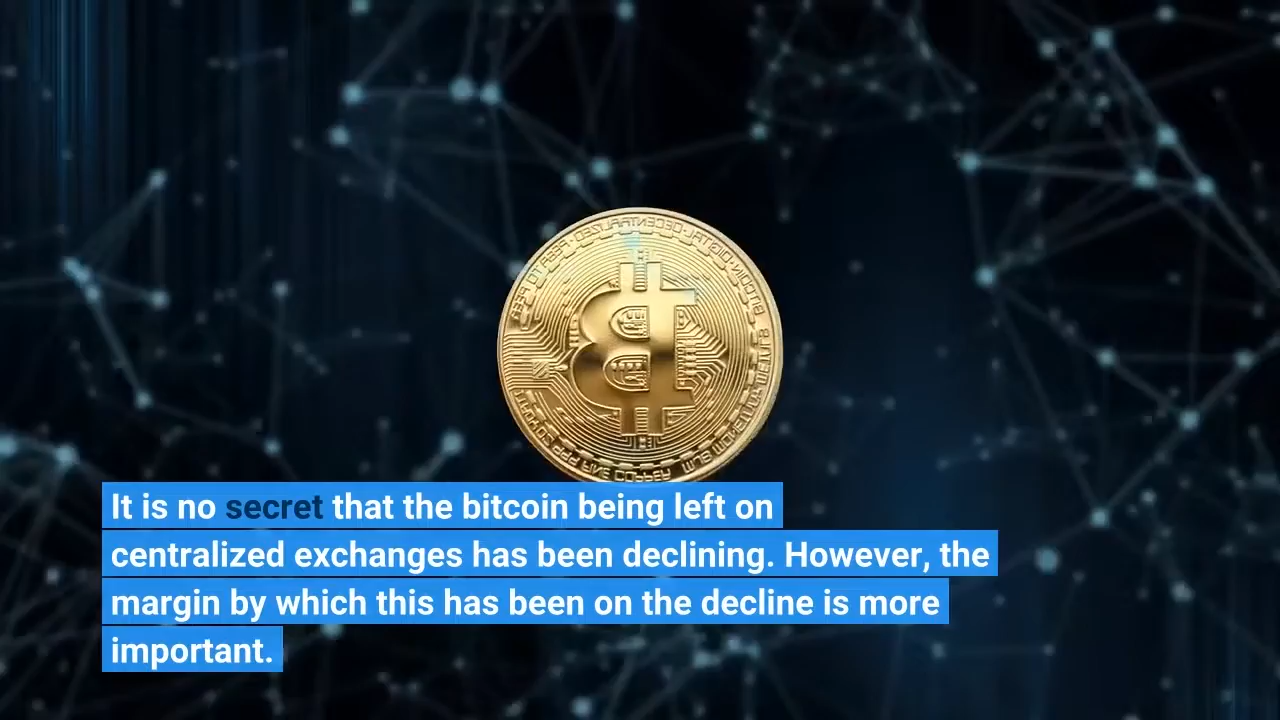 It is no secret that the bitcoin being left on
centralized exchanges has been declining. However, the
margin by which this has been on the decline is more
important.